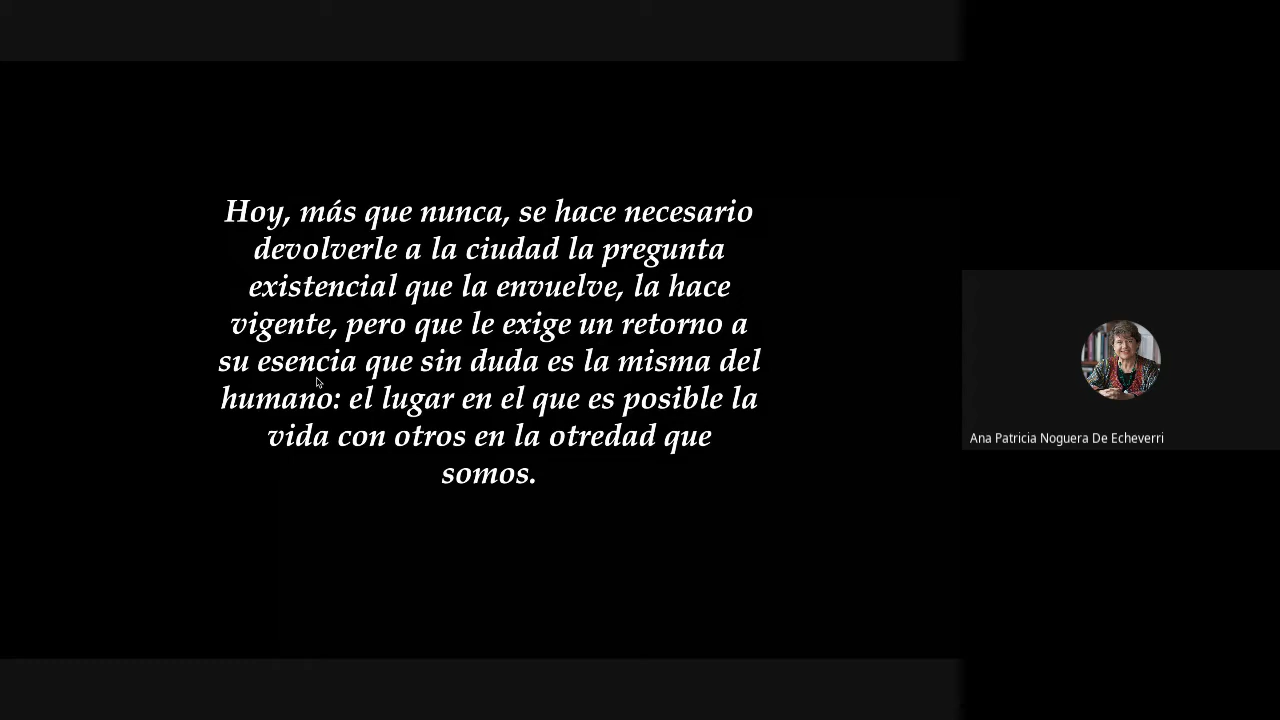 Hoy, más que nunca, se hace necesario
devolverle a la ciudad la pregunta
existencial que la envuelve, la hace
vigente, pero que le exige un retorno a
su esencia que sin duda es la misma del
humano: el lugar en el que es posible la
vida con otros en la otredad que
somos.
Ana Patricia Noguera De Echeverri